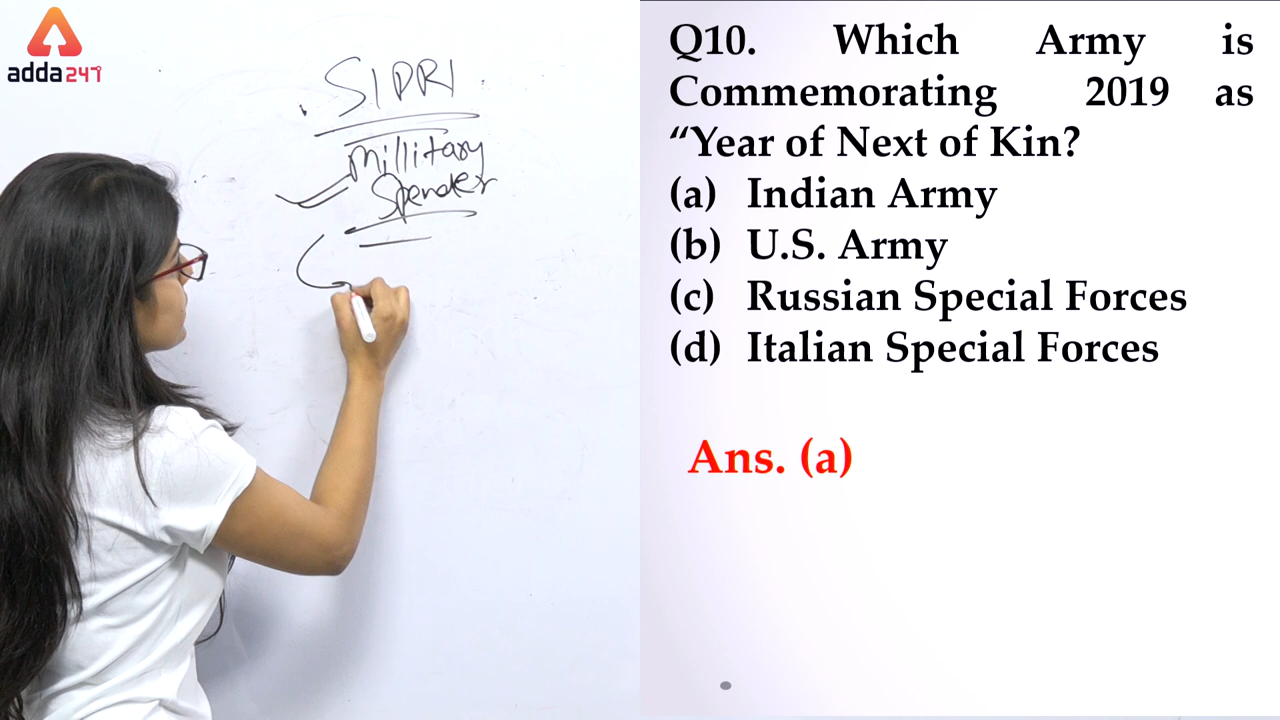 adda247
SIPRI
Millitary
Spender
Q10. Which Army is
Commemorating 2019 as
“Year of Next of Kin?
(a) Indian Army
(b) U.S. Army
(c) Russian Special Forces
(d) Italian Special Forces
Ans. (a)